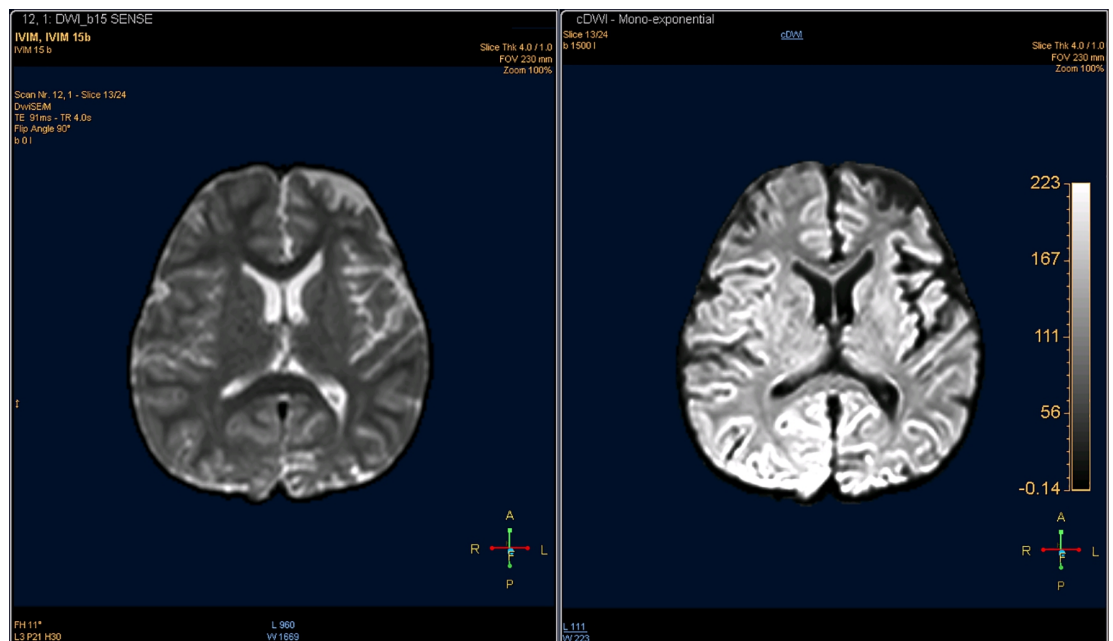 12, 1: DWI_b15 SENSE
IVIM, IVIM 15b
IVIM 15 b
Slice Thk 4.0 / 1.0
FOV 230 mm
Zoom 100%
Scan Nr. 12, 1 - Slice 13/24
DwiSE/M
TE 91ms - TR 4.0s
Flip Angle 90°
b 0 I
A
R L
P
FH 11°
L3 P21 H30
L 960
W 1669
cDWI - Mono-exponential
Slice 13/24
b 1500 I
cDWI
Slice Thk 4.0 / 1.0
FOV 230 mm
Zoom 100%
223
167
111
56
-0.14
A
R L
P
L 111
W 223